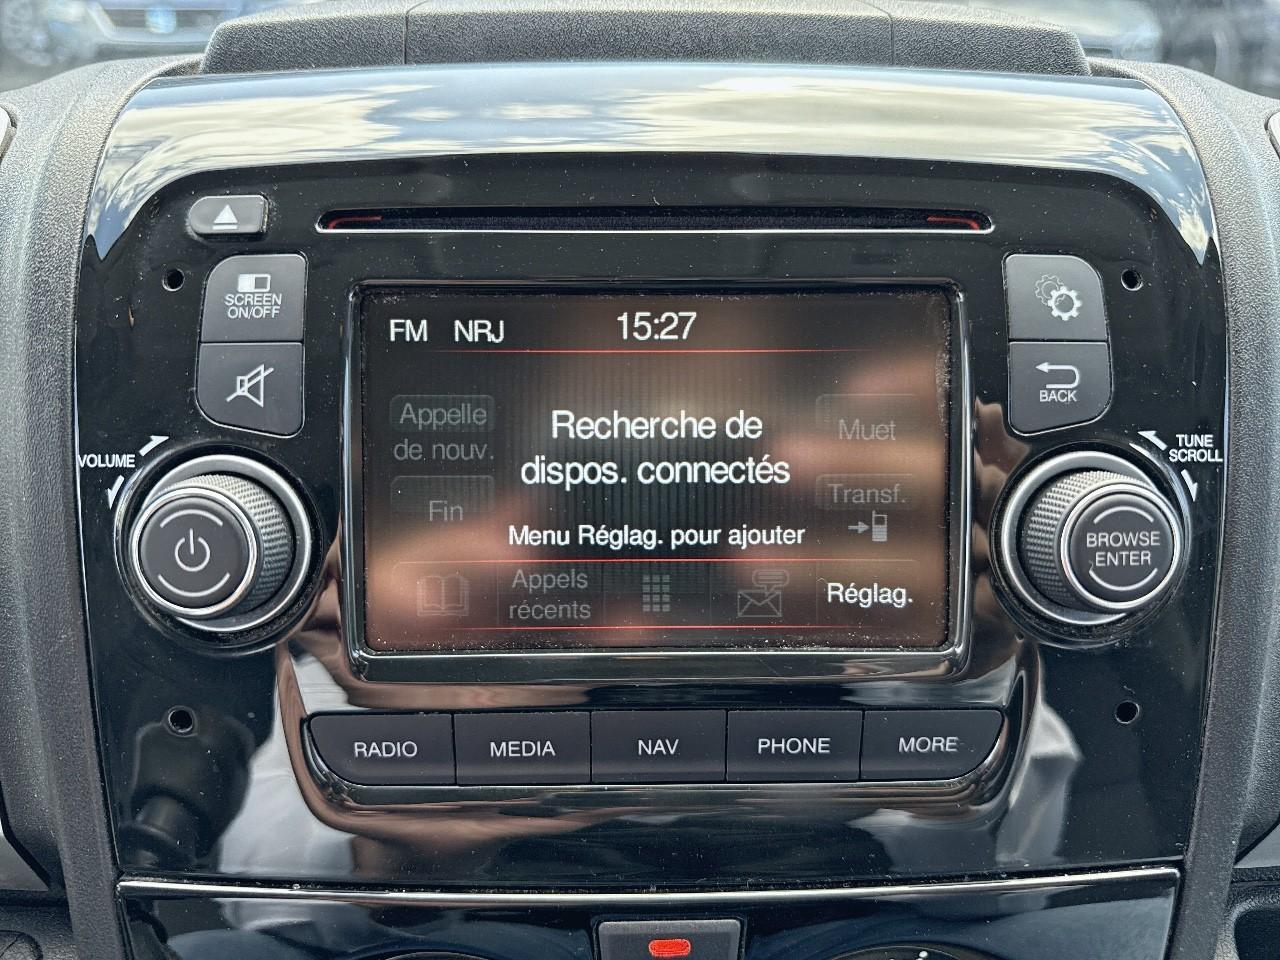 SCREEN
ON/OFF
VOLUME
FM NRJ 15:27
Appelle
de nouv.
Fin
Recherche de
dispos. connectés
Menu Réglag. pour ajouter
Muet
Transf.
Appels
récents
Réglag.
BACK
TUNE
SCROLL
BROWSE
ENTER
RADIO
MEDIA
NAV
PHONE
MORE